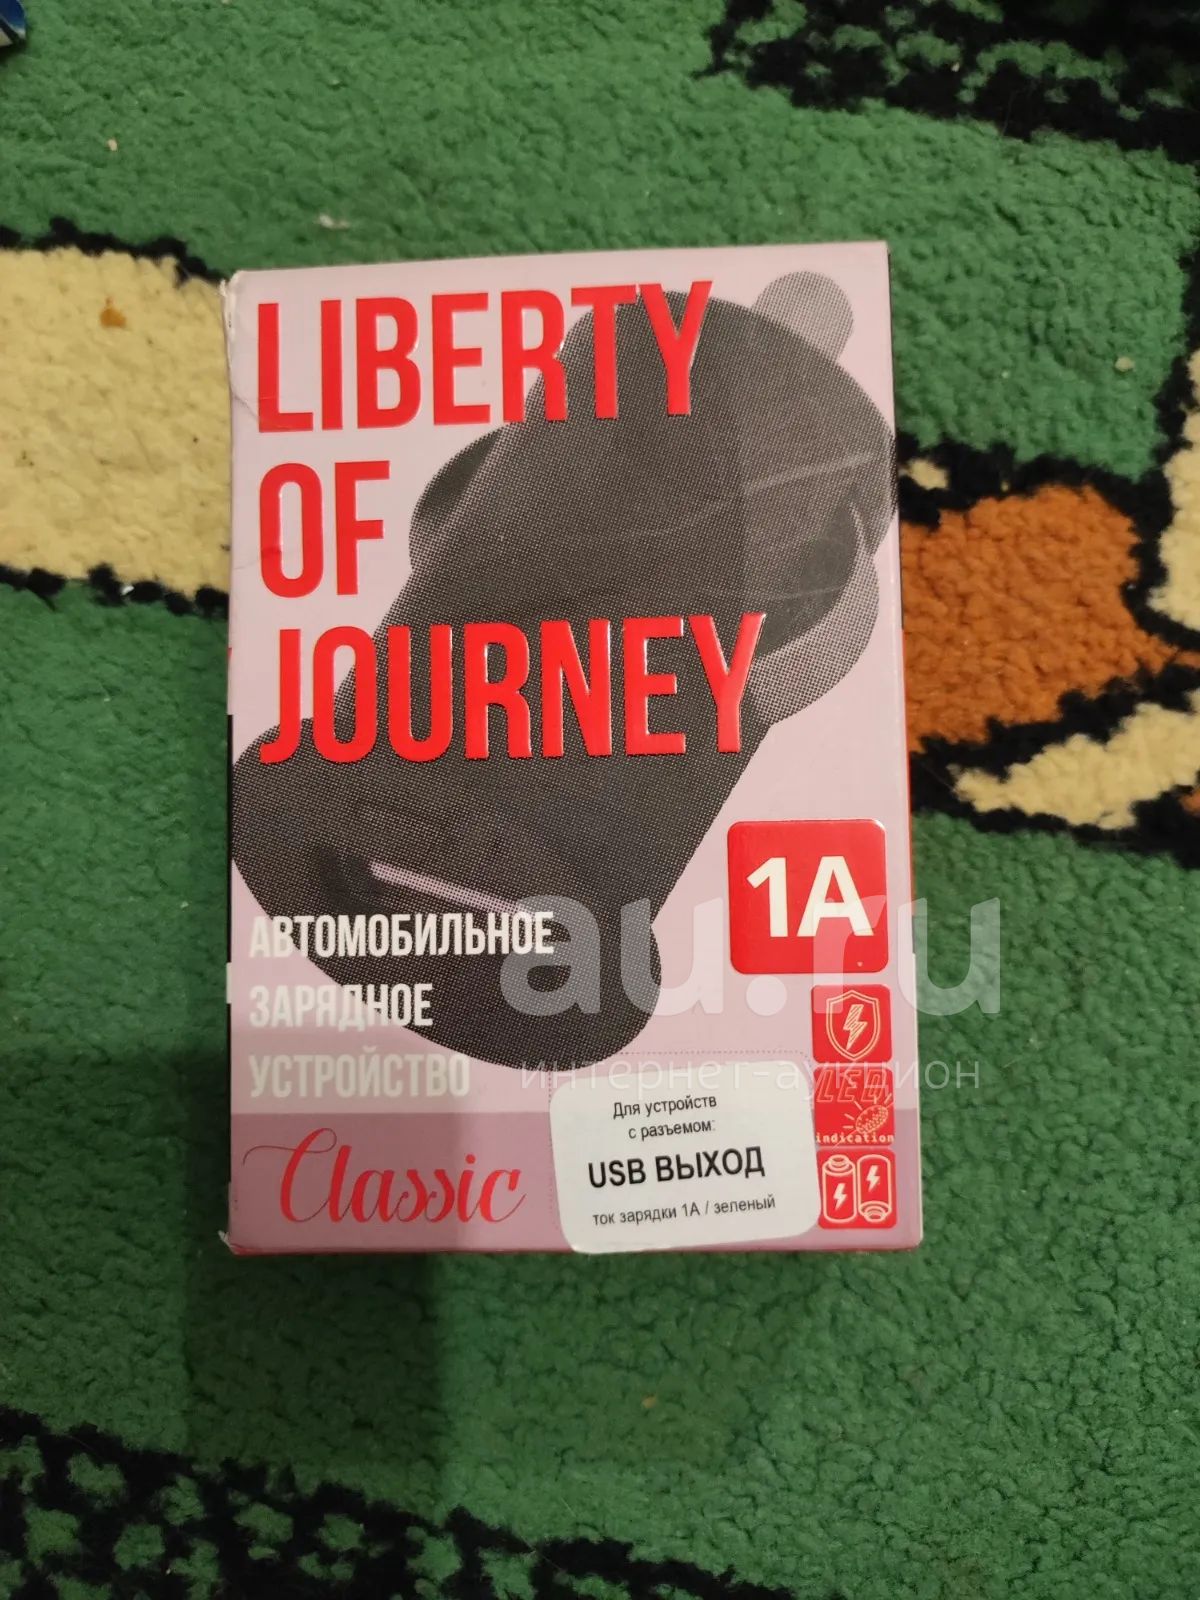 LIBERTY
OF
JOURNEY
1A
АВТОМОБИЛЬНОЕ
ЗАРЯДНОЕ
УСТРОЙСТВО
au.ru
интернет-аукцион
LED
indication
Classic
Для устройств
с разъемом:
USB ВЫХОД
ток зарядки 1А / зеленый